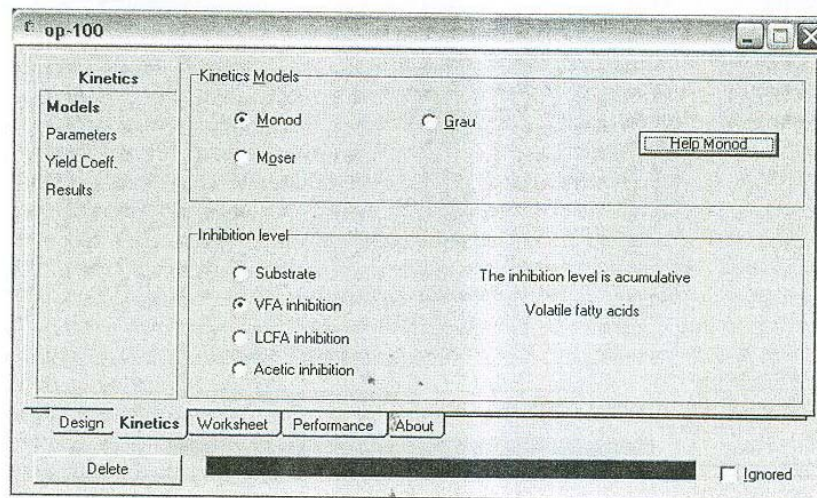 op-100
Kinetics
Models
Parameters
Yield Coeff.
Results
Kinetics Models
Monod
Grau
Moser
Help Monod
Inhibition level
Substrate
The inhibition level is acumulative
VFA inhibition
Volatile fatty acids
LCFA inhibition
Acetic inhibition
Design Kinetics Worksheet Performance About
Delete
Ignored